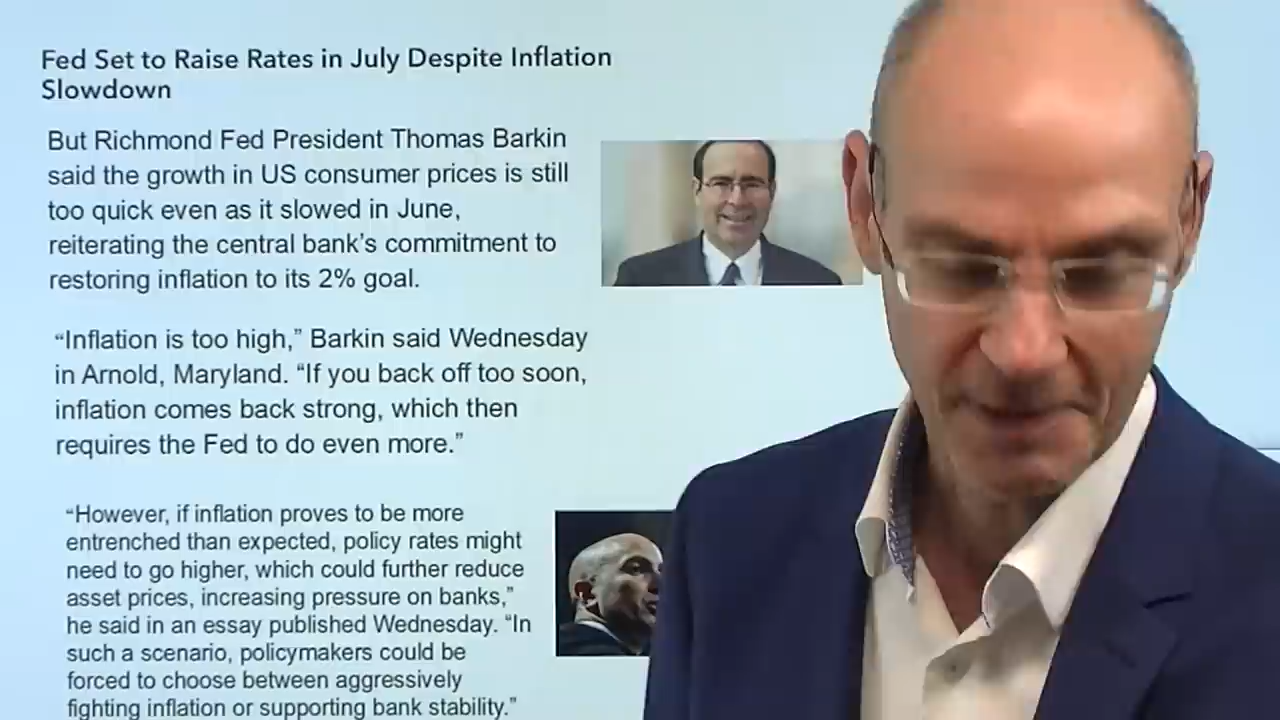 Fed Set to Raise Rates in July Despite Inflation
Slowdown
But Richmond Fed President Thomas Barkin
said the growth in US consumer prices is still
too quick even as it slowed in June,
reiterating the central bank’s commitment to
restoring inflation to its 2% goal.
“Inflation is too high,” Barkin said Wednesday
in Arnold, Maryland. “If you back off too soon,
inflation comes back strong, which then
requires the Fed to do even more.”
“However, if inflation proves to be more
entrenched than expected, policy rates might
need to go higher, which could further reduce
asset prices, increasing pressure on banks,”
he said in an essay published Wednesday. “In
such a scenario, policymakers could be
forced to choose between aggressively
fighting inflation or supporting bank stability.”